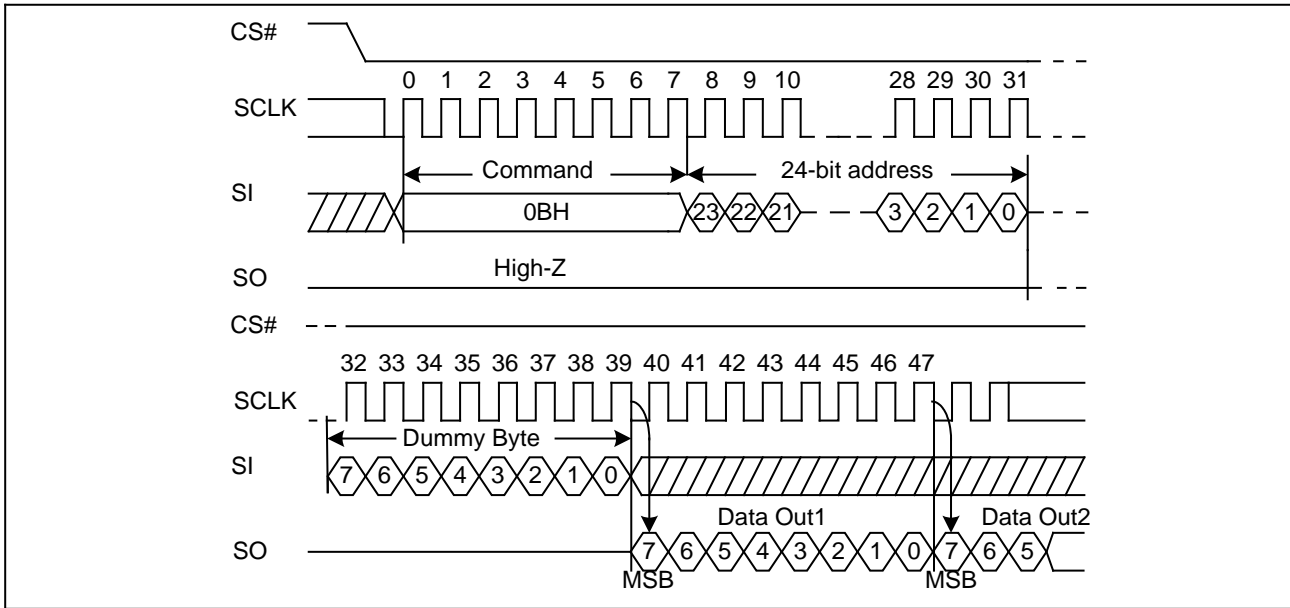 CS#
0 1 2 3 4 5 6 7 8 9 10 28 29 30 31
SCLK
Command 24-bit address
SI
0BH 23 22 21 3 2 1 0
High-Z
SO
CS#
32 33 34 35 36 37 38 39 40 41 42 43 44 45 46 47
SCLK
Dummy Byte
SI
7 6 5 4 3 2 1 0
Data Out1 Data Out2
SO
7 6 5 4 3 2 1 0 7 6 5
MSB MSB